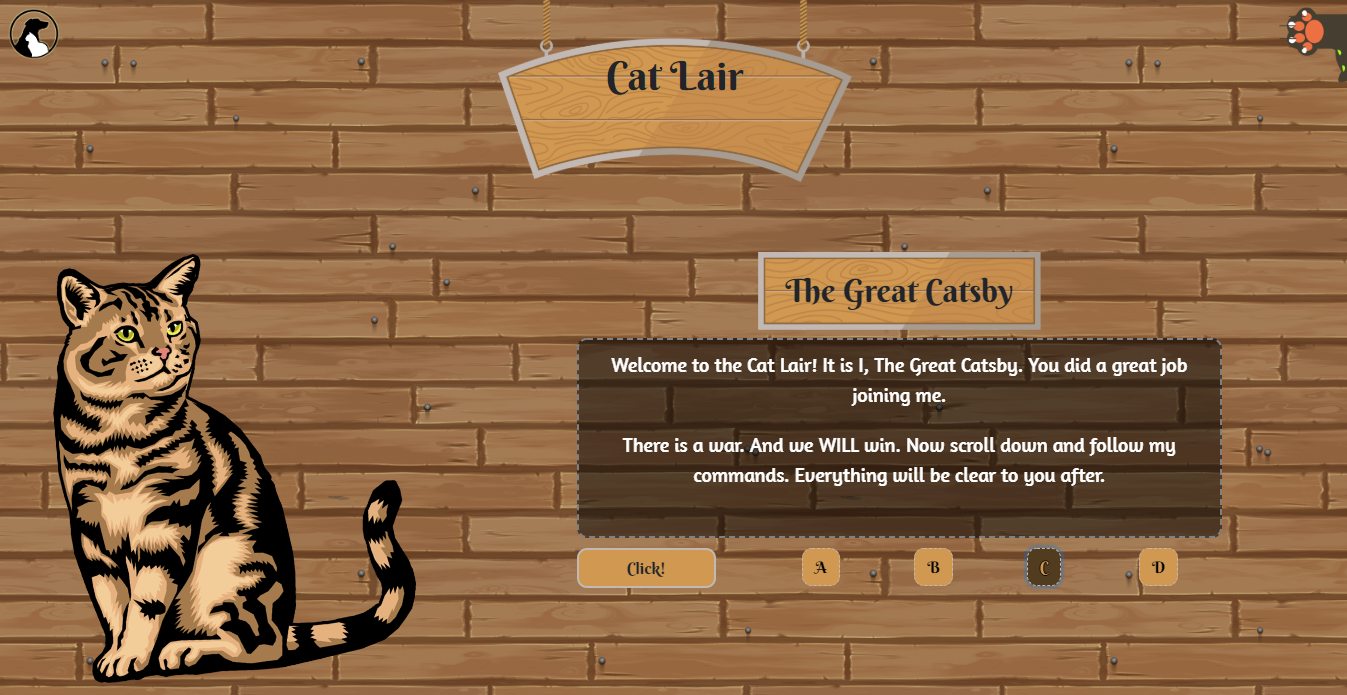 Cat Lair
The Great Catsby
Welcome to the Cat Lair! It is I, The Great Catsby. You did a great job
joining me.
There is a war. And we WILL win. Now scroll down and follow my
commands. Everything will be clear to you after.
Click!
A
B
C
D